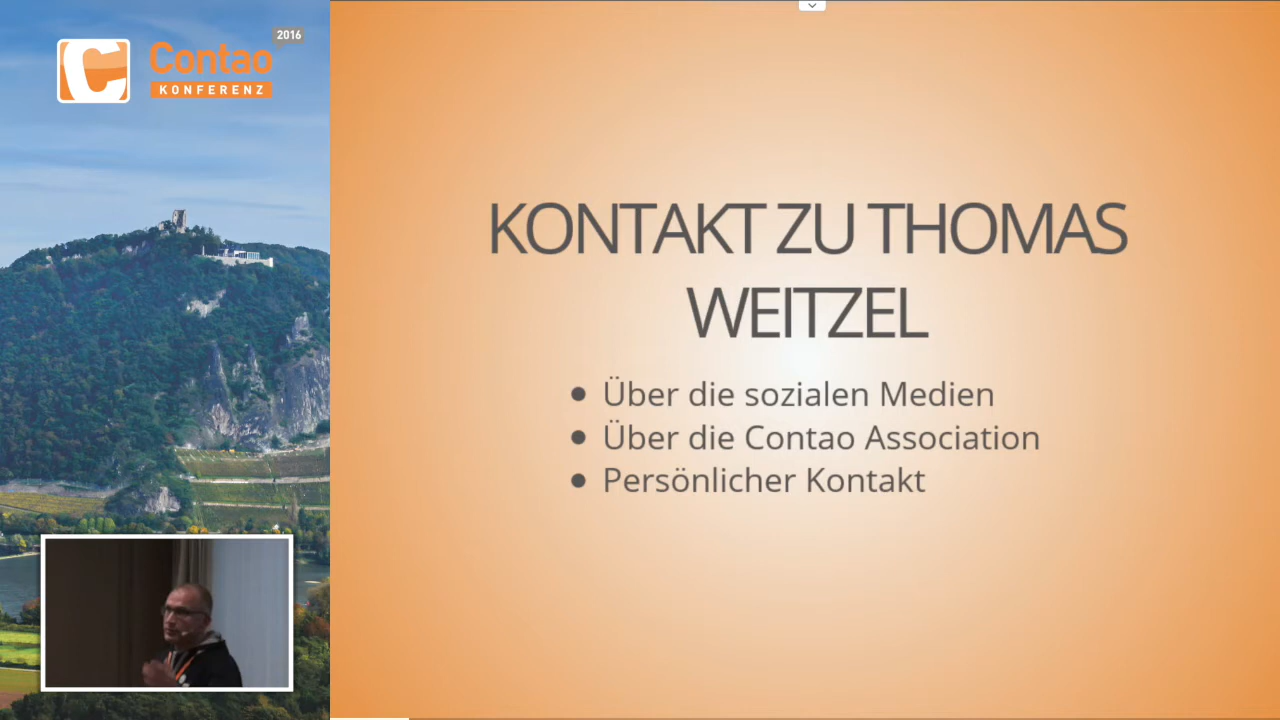 2016
Contao
KONFERENZ
KONTAKT ZU THOMAS
WEITZEL
Über die sozialen Medien
Über die Contao Association
Persönlicher Kontakt